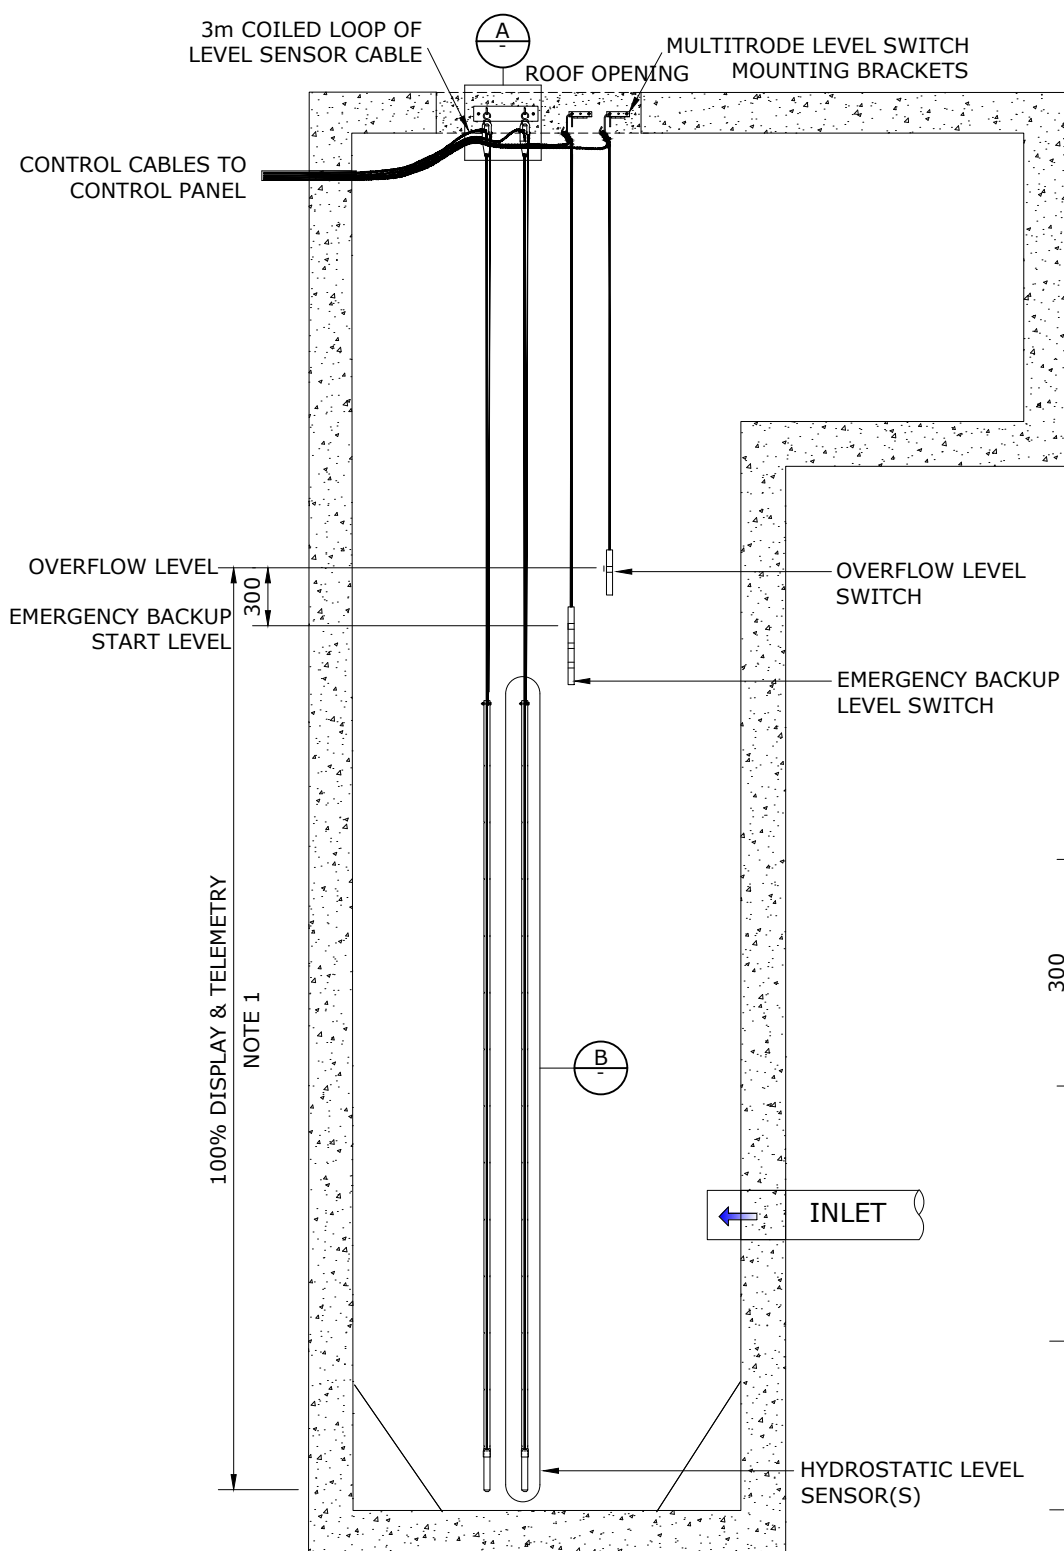 3m COILED LOOP OF
LEVEL SENSOR CABLE
A
-
ROOF OPENING
MULTITRODE LEVEL SWITCH
MOUNTING BRACKETS
CONTROL CABLES TO
CONTROL PANEL
OVERFLOW LEVEL
300
EMERGENCY BACKUP
START LEVEL
OVERFLOW LEVEL
SWITCH
EMERGENCY BACKUP
LEVEL SWITCH
100% DISPLAY & TELEMETRY
NOTE 1
300
B
-
INLET
HYDROSTATIC LEVEL
SENSOR(S)